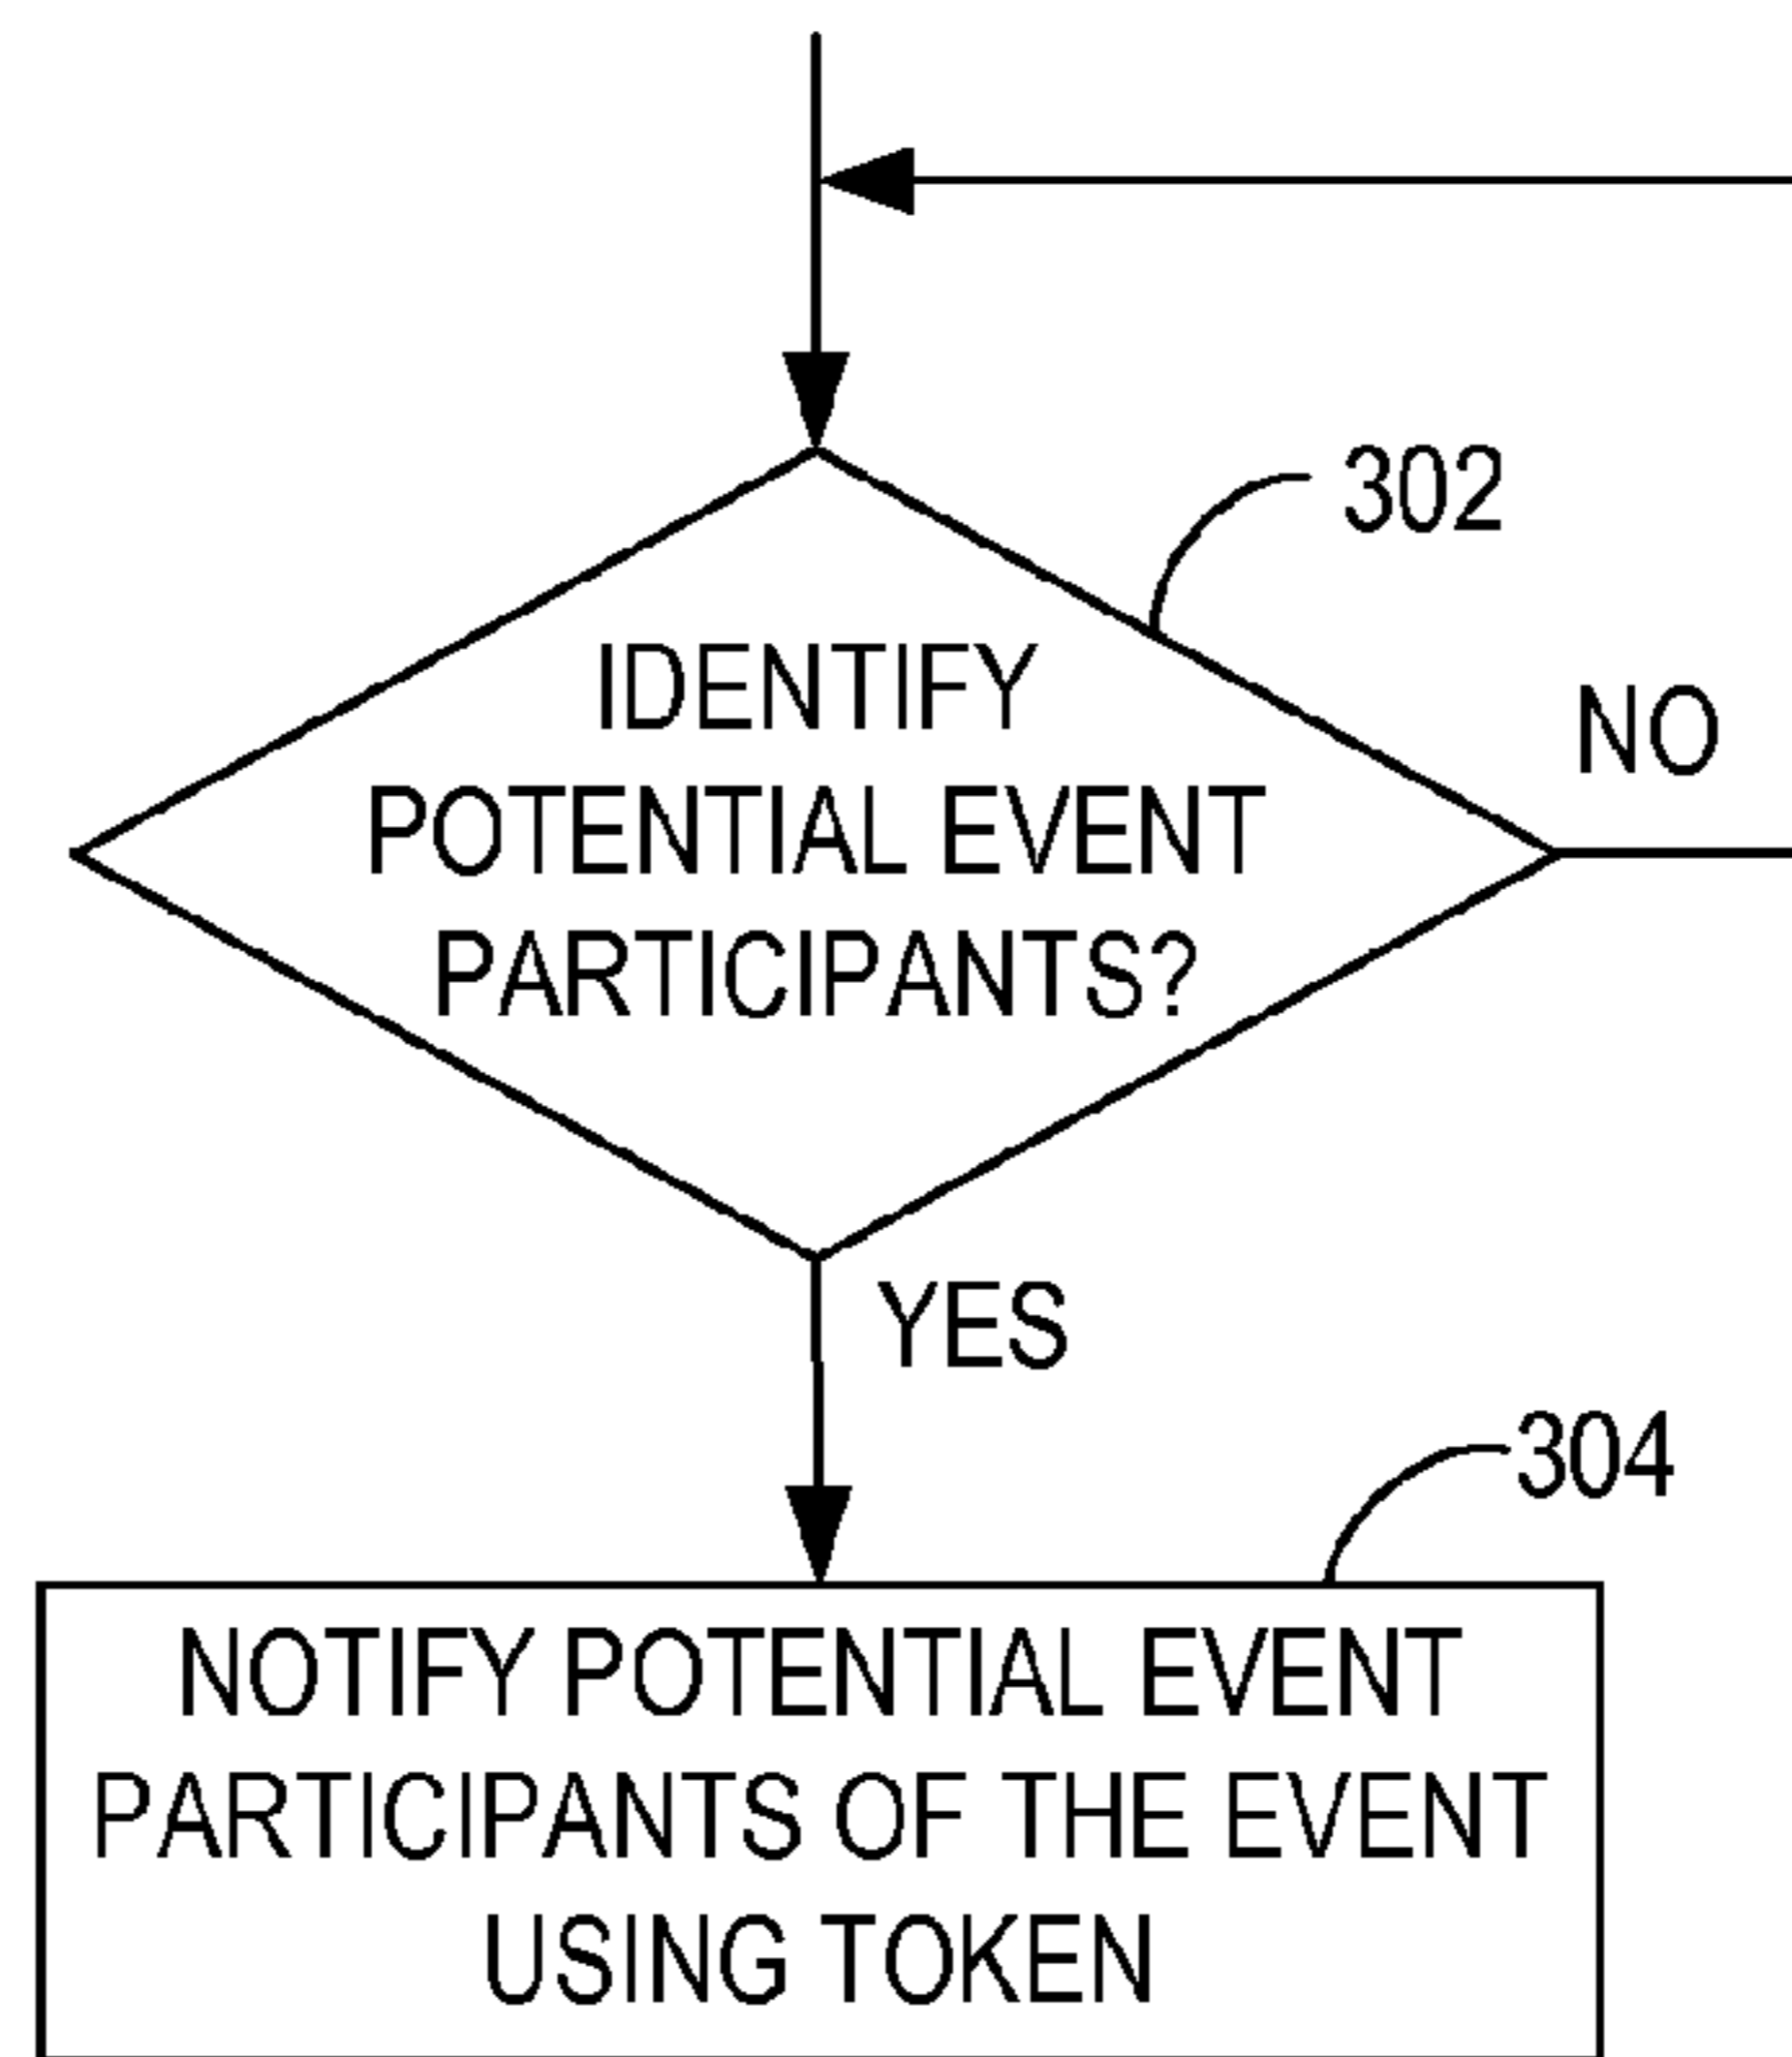 302
IDENTIFY
POTENTIAL EVENT
PARTICIPANTS?
NO
YES
304
NOTIFY POTENTIAL EVENT
PARTICIPANTS OF THE EVENT
USING TOKEN